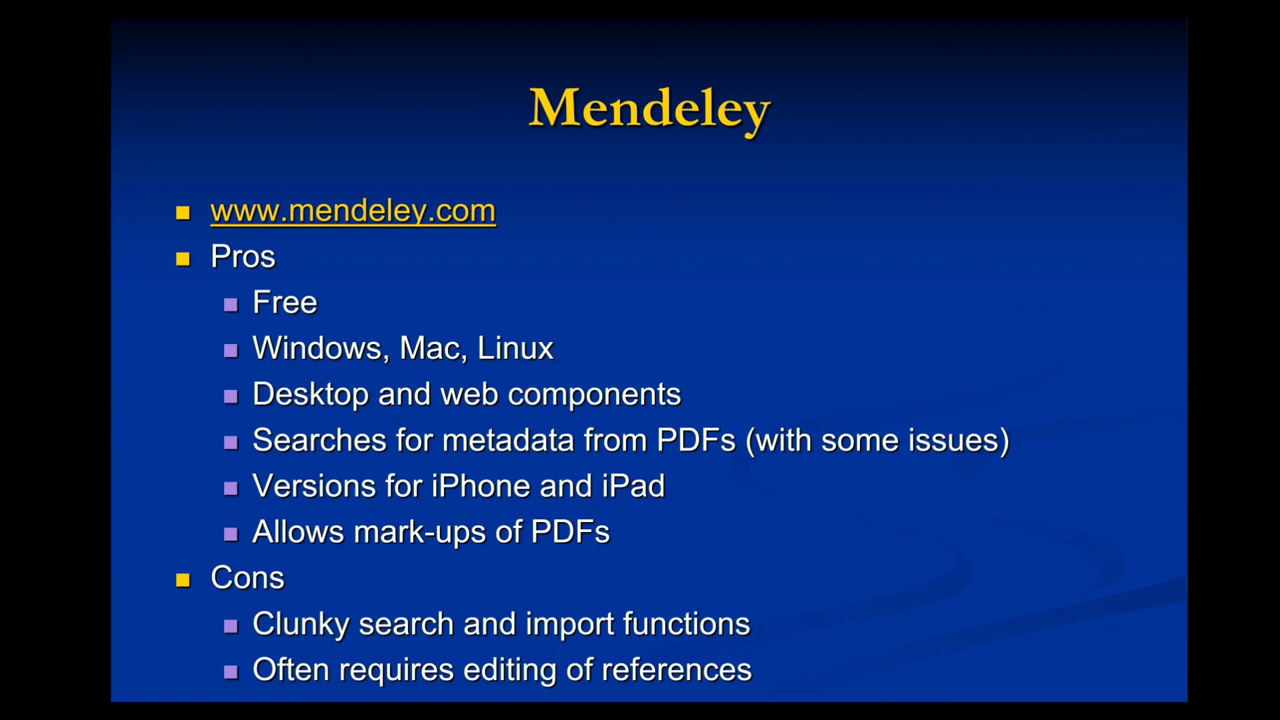 Mendeley
www.mendeley.com
Pros
Free
Windows, Mac, Linux
Desktop and web components
Searches for metadata from PDFs (with some issues)
Versions for iPhone and iPad
Allows mark-ups of PDFs
Cons
Clunky search and import functions
Often requires editing of references